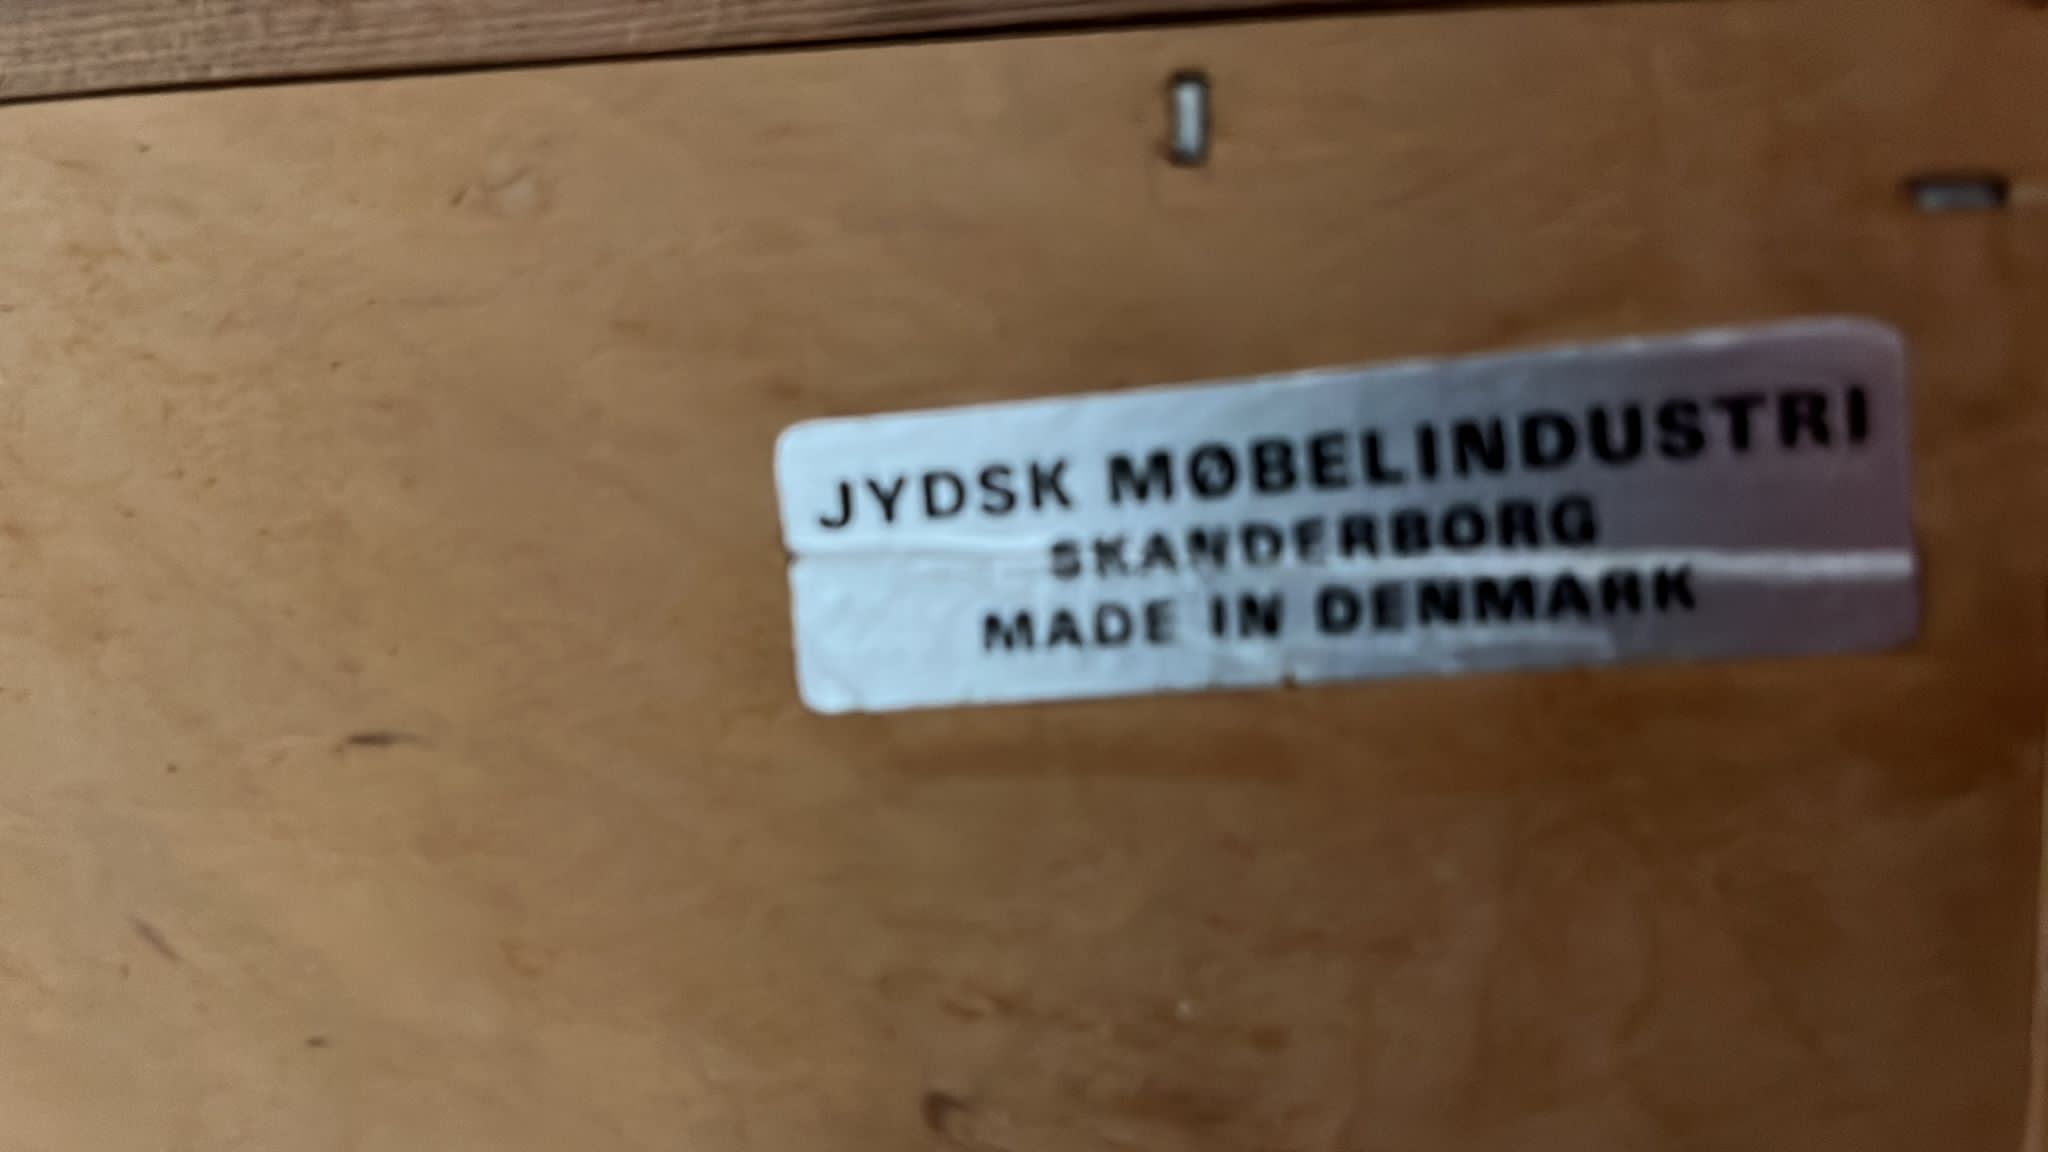 JYDSK MØBELINDUSTRI
SKANDERBORG
MADE IN DENMARK